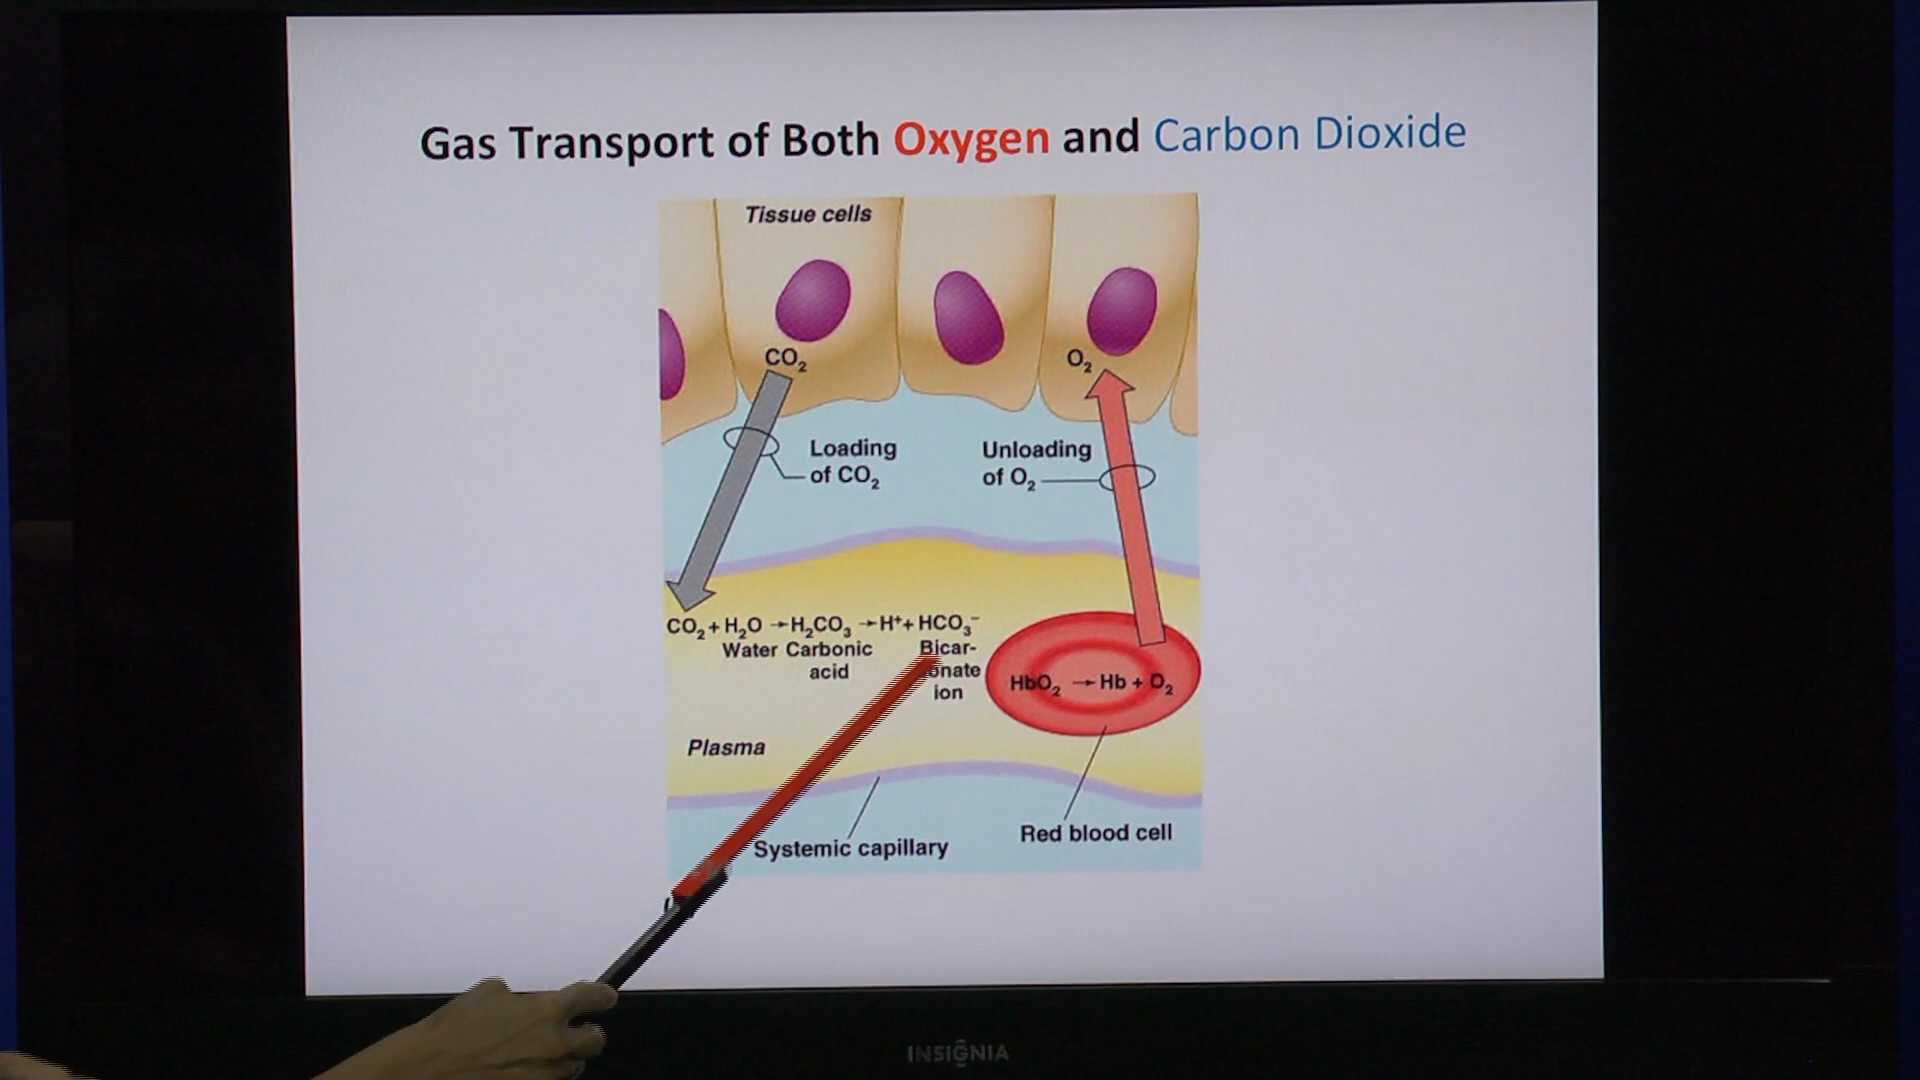 Gas Transport of Both Oxygen and Carbon Dioxide
Tissue cells
CO₂
O₂
Loading
of CO₂
Unloading
of O₂
CO₂ + H₂O → H₂CO₃ → H⁺ + HCO₃⁻
Water Carbonic
acid
Bicar-
onate
ion
HbO₂ → Hb + O₂
Plasma
Systemic capillary
Red blood cell
INSIGNIA